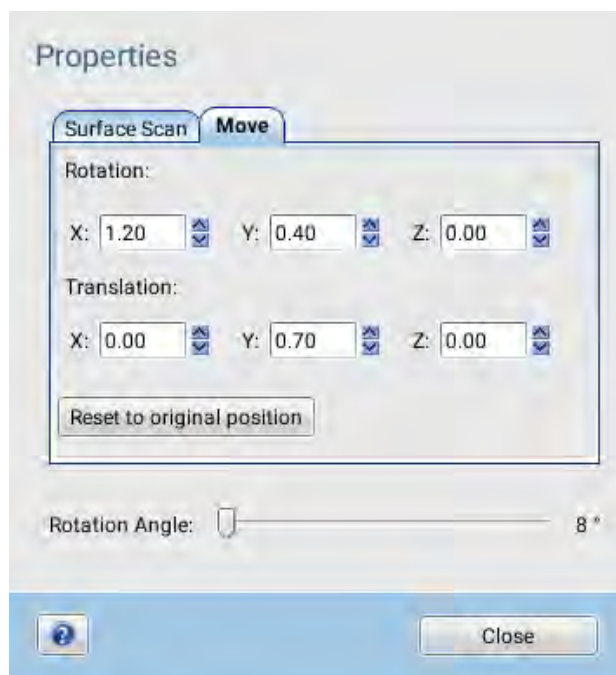 Properties
Surface Scan Move
Rotation:
X: 1.20 Y: 0.40 Z: 0.00
Translation:
X: 0.00 Y: 0.70 Z: 0.00
Reset to original position
Rotation Angle: 8 °
? Close